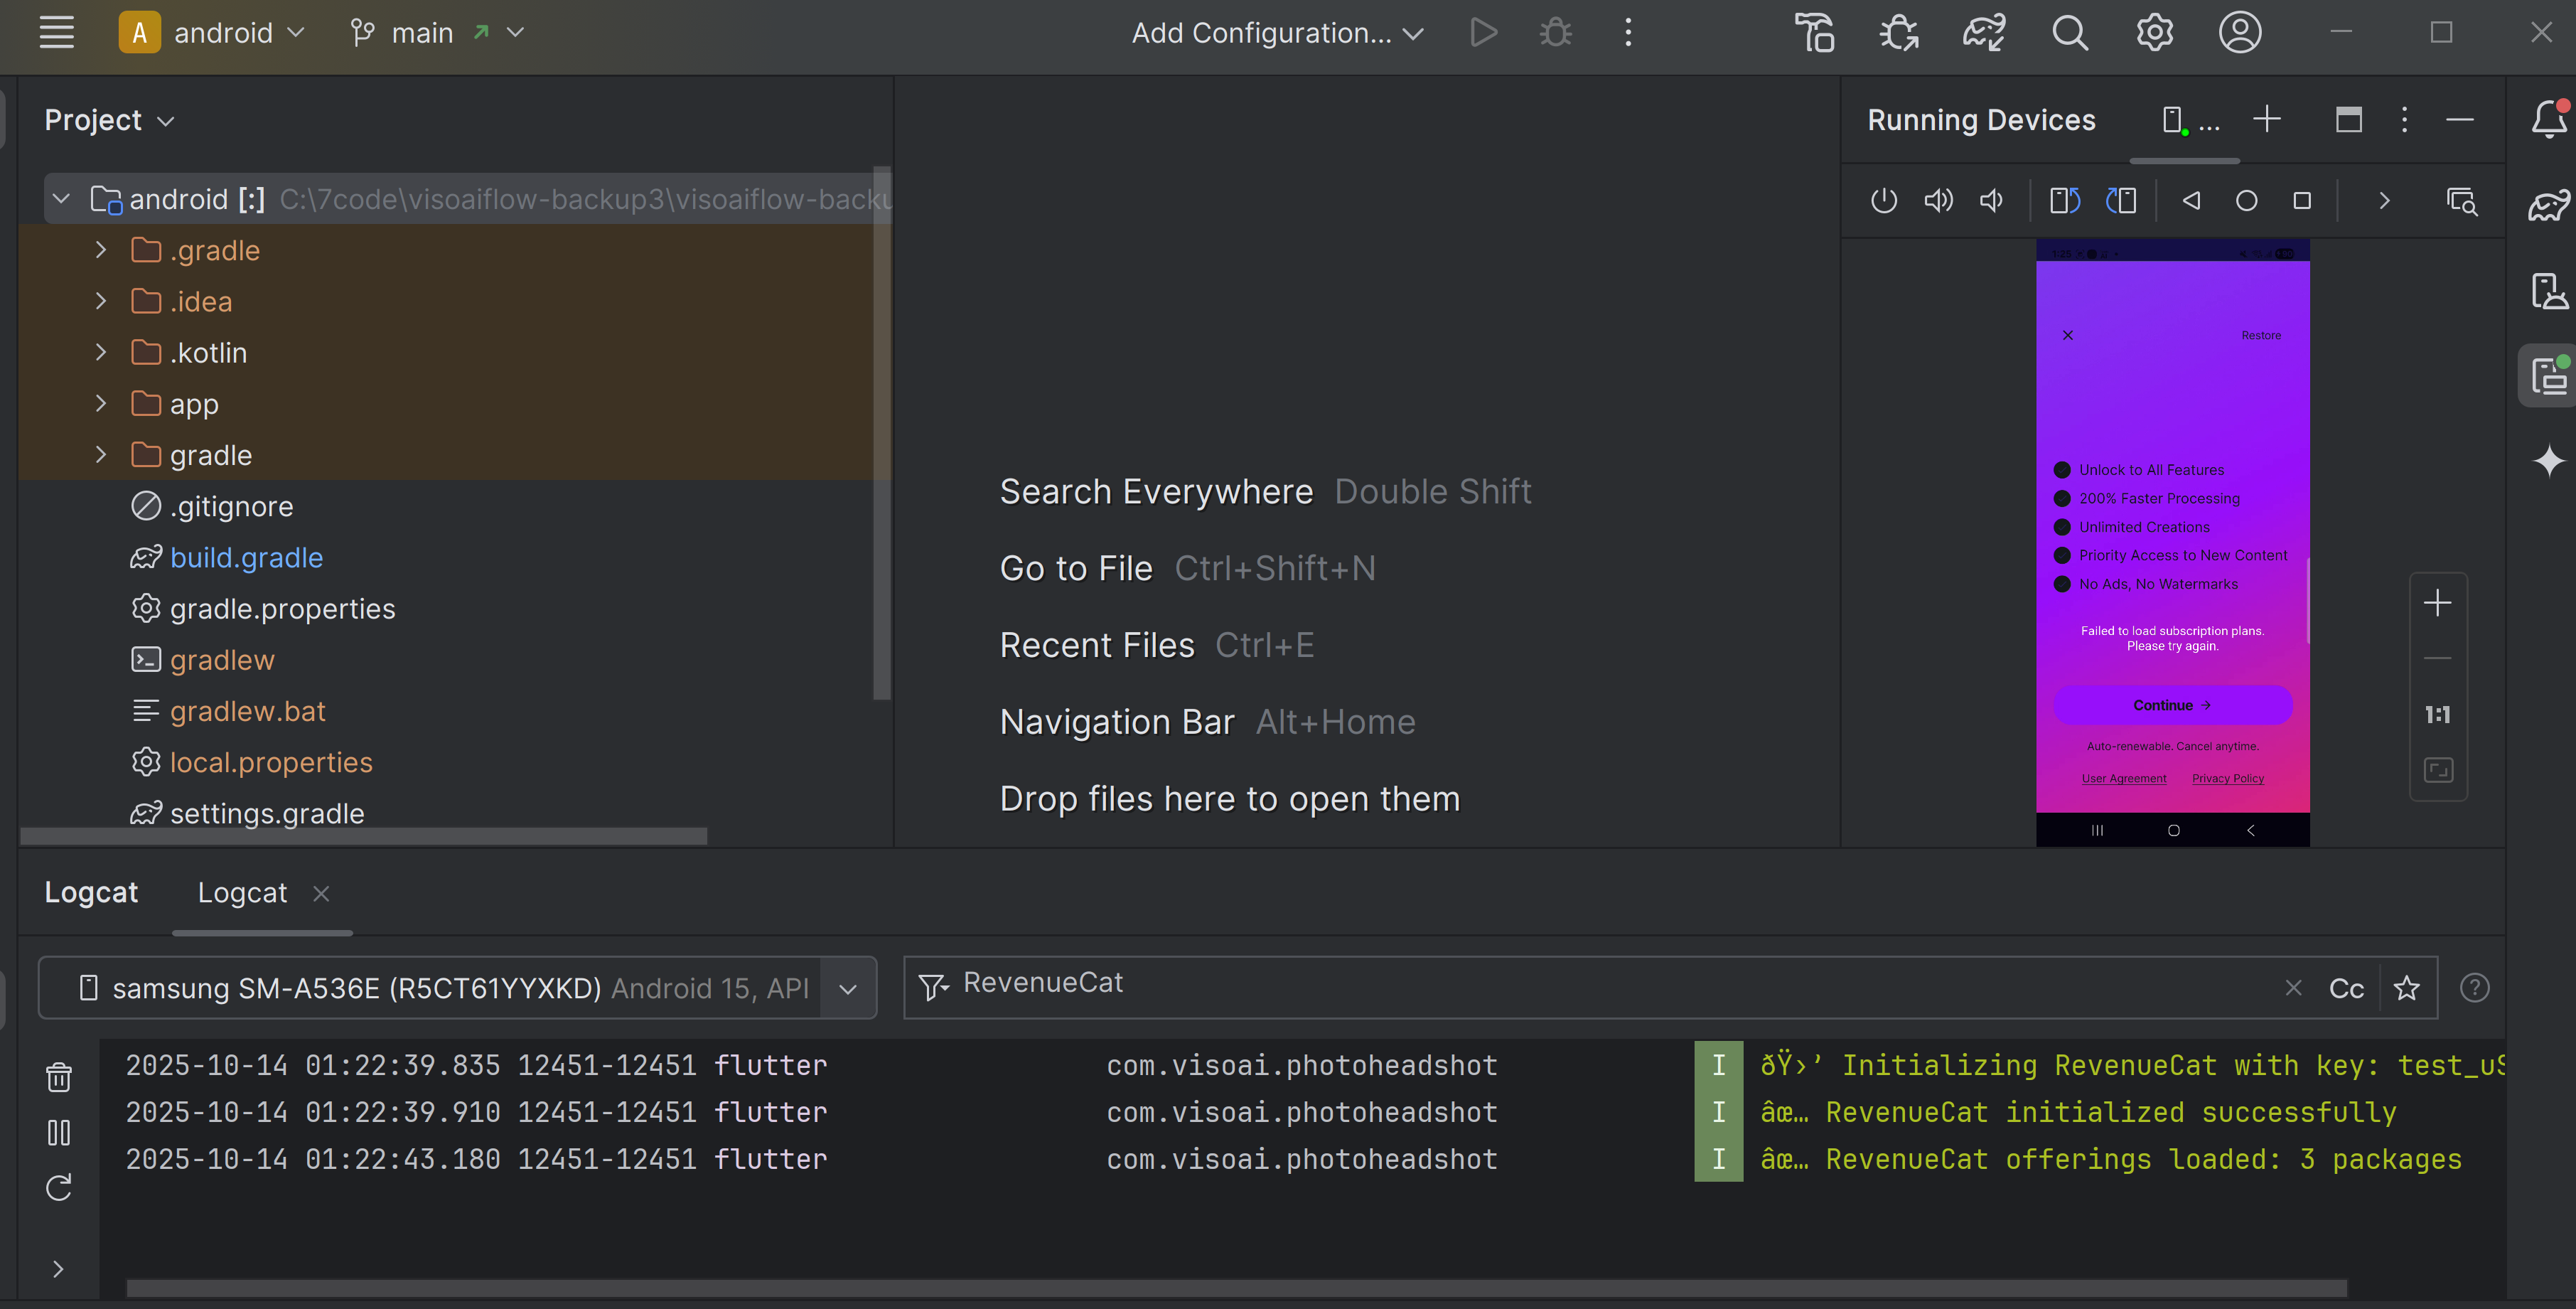 A android main Add Configuration...
Project
android [:] C:\7code\visoaiflow-backup3\visoaiflow-backu
.gradle
.idea
.kotlin
app
gradle
.gitignore
build.gradle
gradle.properties
gradlew
gradlew.bat
local.properties
settings.gradle
Search Everywhere Double Shift
Go to File Ctrl+Shift+N
Recent Files Ctrl+E
Navigation Bar Alt+Home
Drop files here to open them
Running Devices ...
1:25
Restore
Unlock to All Features
200% Faster Processing
Unlimited Creations
Priority Access to New Content
No Ads, No Watermarks
Failed to load subscription plans.
Please try again.
Continue →
Auto-renewable. Cancel anytime.
User Agreement Privacy Policy
1:1
Logcat Logcat
samsung SM-A536E (R5CT61YYXKD) Android 15, API
RevenueCat
Cc
2025-10-14 01:22:39.835 12451-12451 flutter com.visoai.photoheadshot I ðŸ›’ Initializing RevenueCat with key: test_uS
2025-10-14 01:22:39.910 12451-12451 flutter com.visoai.photoheadshot I âœ… RevenueCat initialized successfully
2025-10-14 01:22:43.180 12451-12451 flutter com.visoai.photoheadshot I âœ… RevenueCat offerings loaded: 3 packages